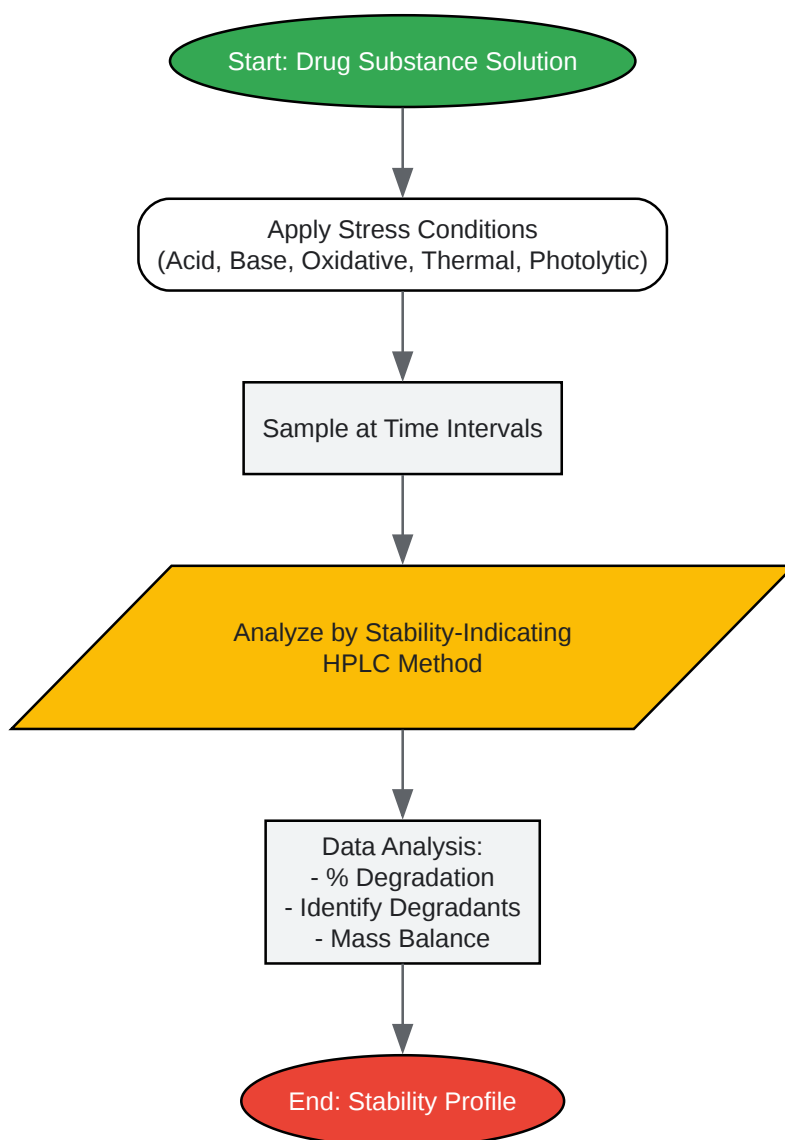 Start: Drug Substance Solution
Apply Stress Conditions
(Acid, Base, Oxidative, Thermal, Photolytic)
Sample at Time Intervals
Analyze by Stability-Indicating
HPLC Method
Data Analysis:
- % Degradation
- Identify Degradants
- Mass Balance
End: Stability Profile